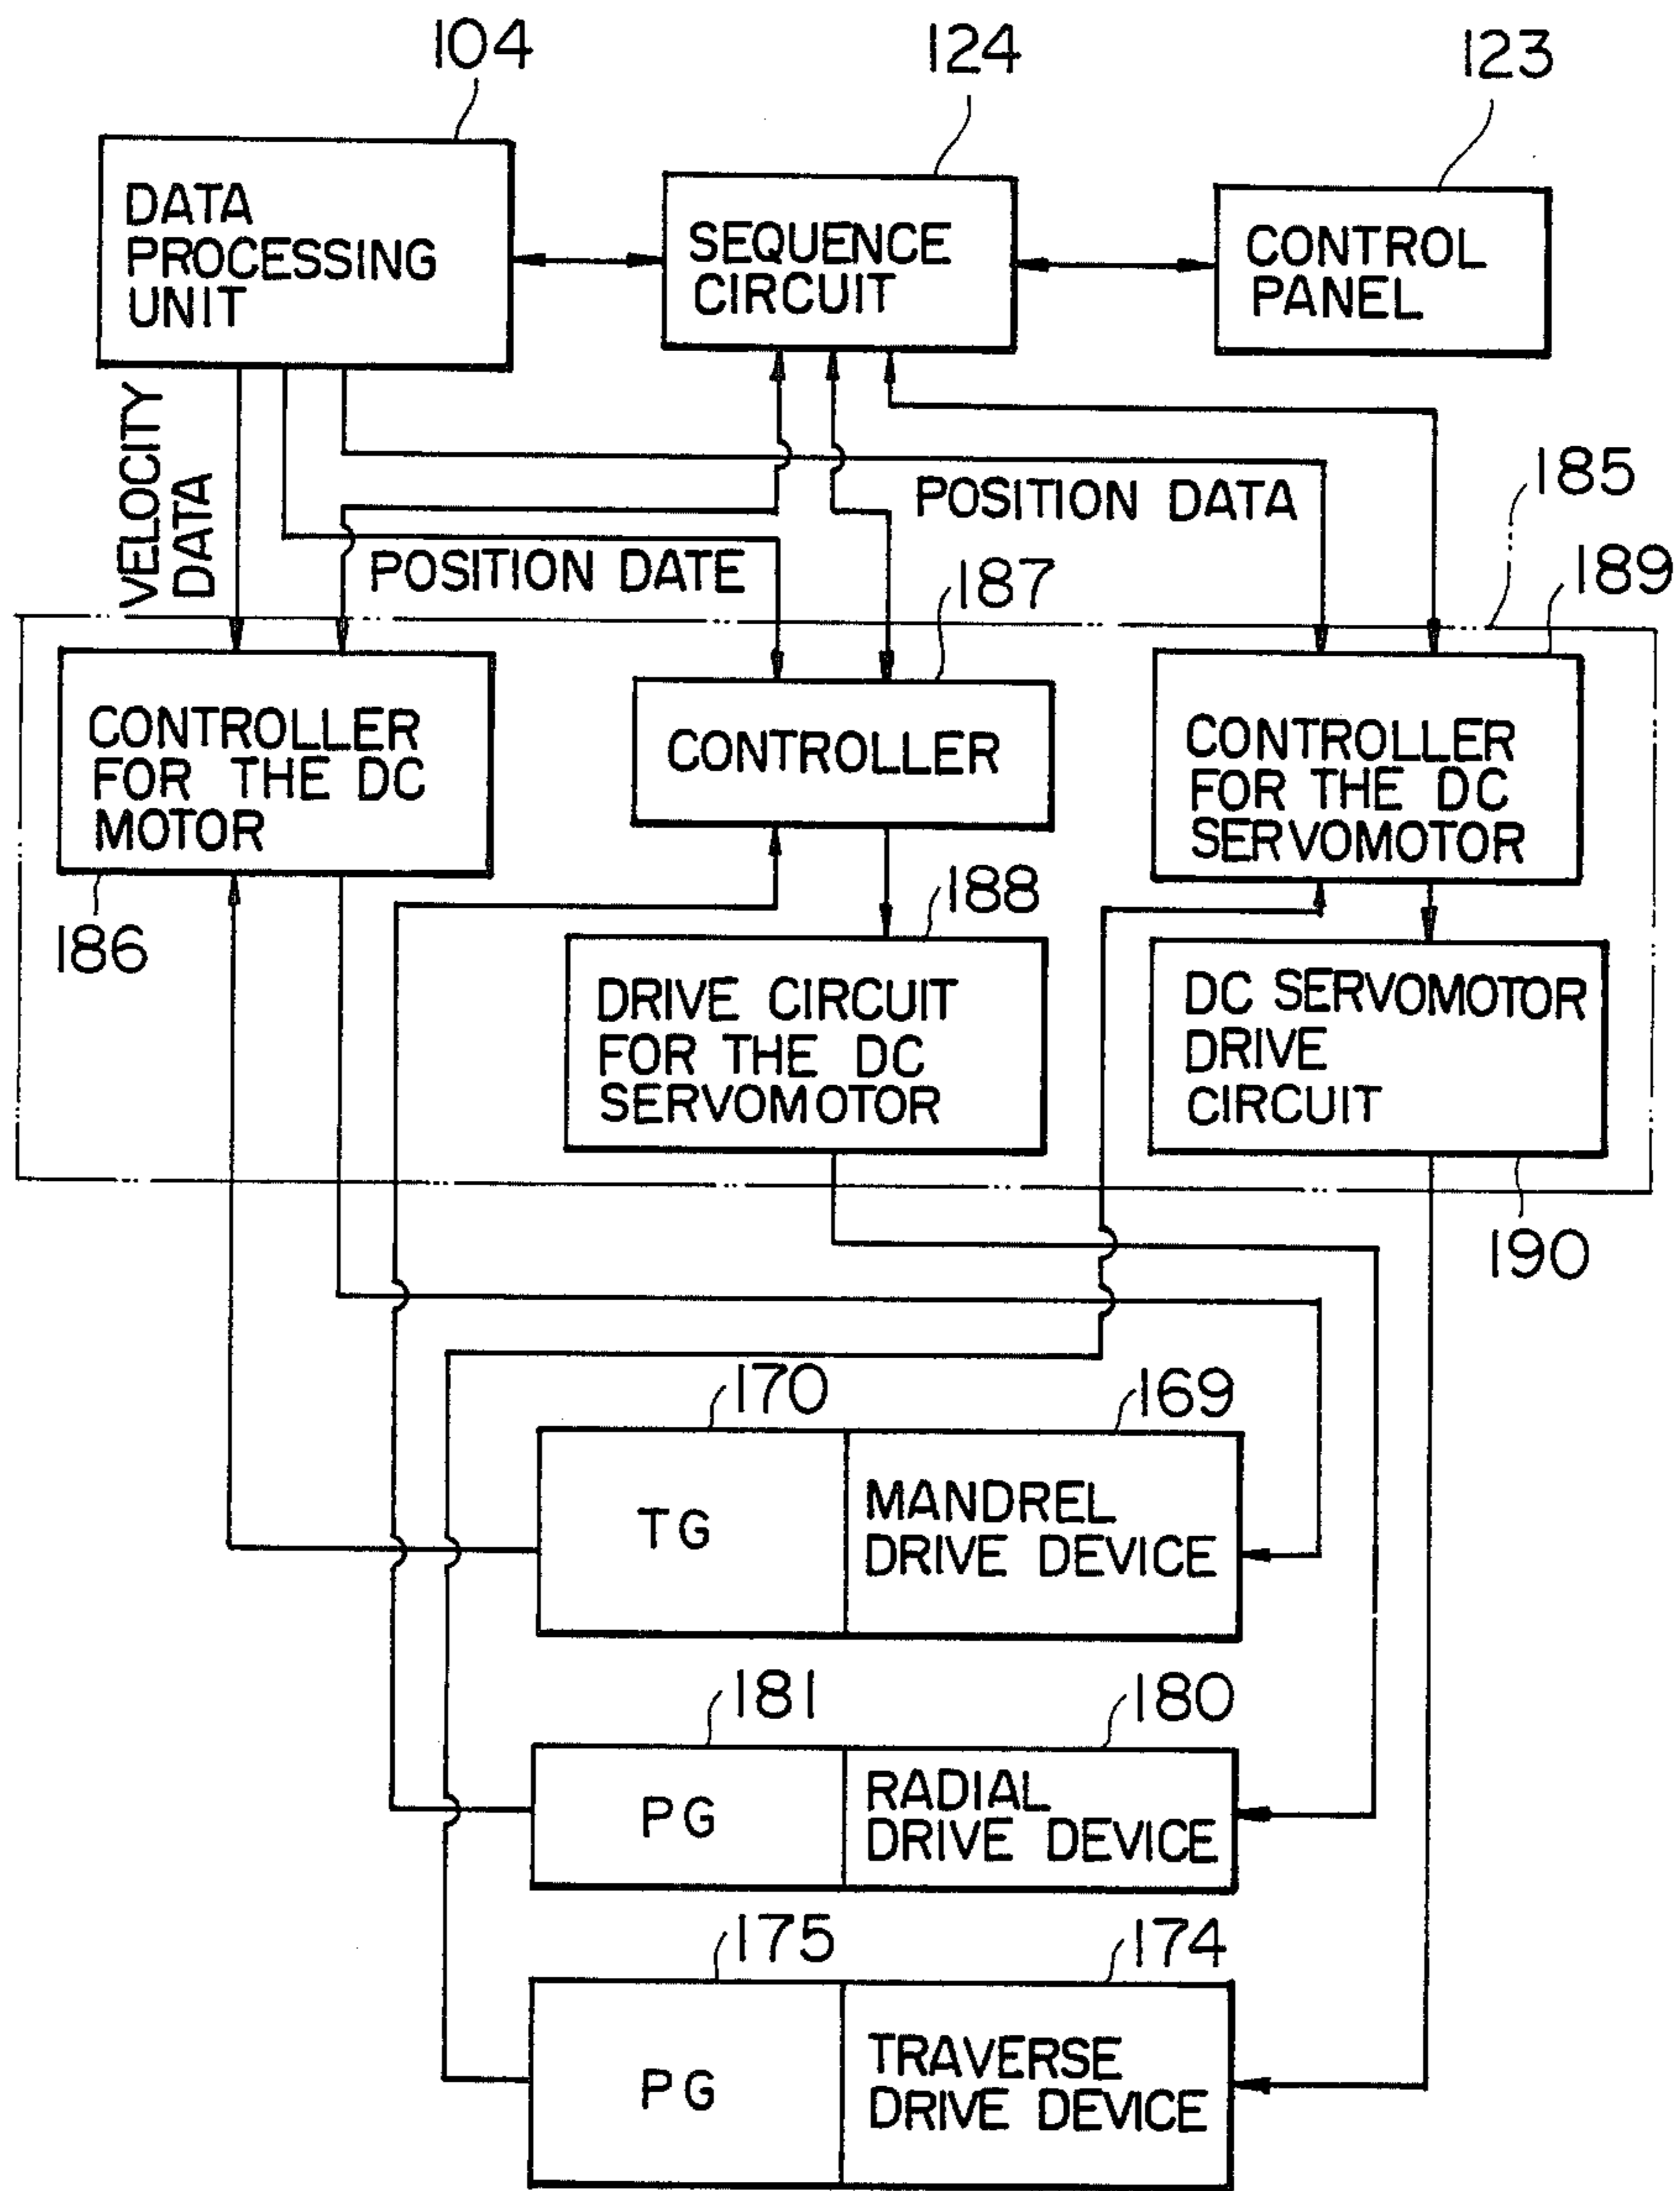 104
124
123
DATA
PROCESSING
UNIT
SEQUENCE
CIRCUIT
CONTROL
PANEL
VELOCITY
DATA
POSITION DATA
185
POSITION DATE
187
189
CONTROLLER
FOR THE DC
MOTOR
CONTROLLER
CONTROLLER
FOR THE DC
SERVOMOTOR
186
188
DRIVE CIRCUIT
FOR THE DC
SERVOMOTOR
DC SERVOMOTOR
DRIVE
CIRCUIT
190
170
169
TG
MANDREL
DRIVE DEVICE
181
180
PG
RADIAL
DRIVE DEVICE
175
174
PG
TRAVERSE
DRIVE DEVICE